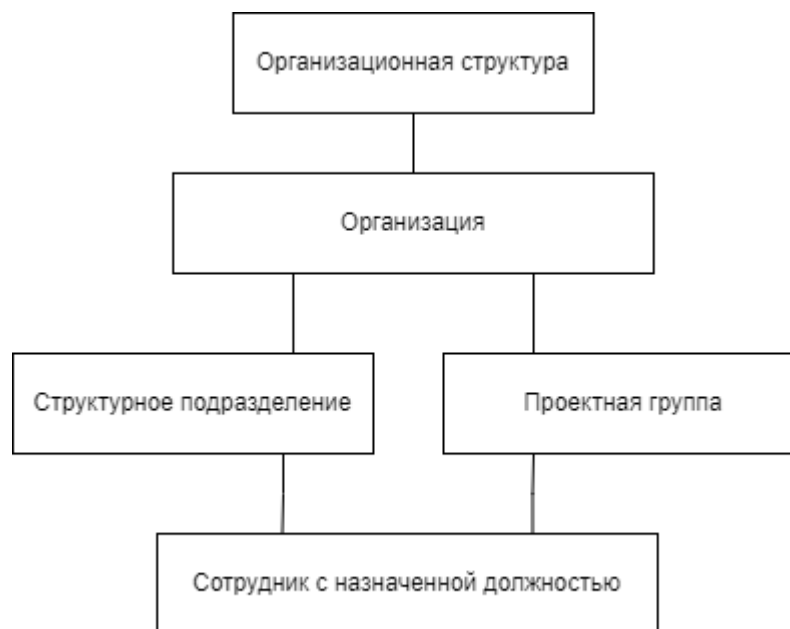 Организационная структура
Организация
Структурное подразделение
Проектная группа
Сотрудник с назначенной должностью